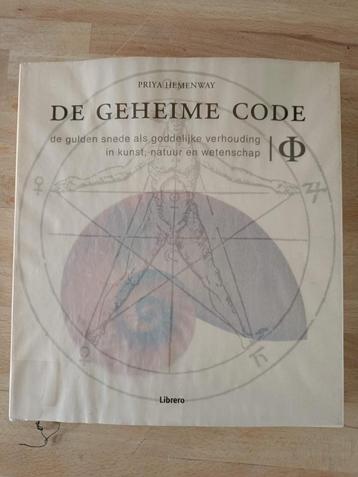 PRIYA HEMENWAY
DE GEHEIME CODE
de gulden snede als goddelijke verhouding
in kunst, natuur en wetenschap
Φ
Librero